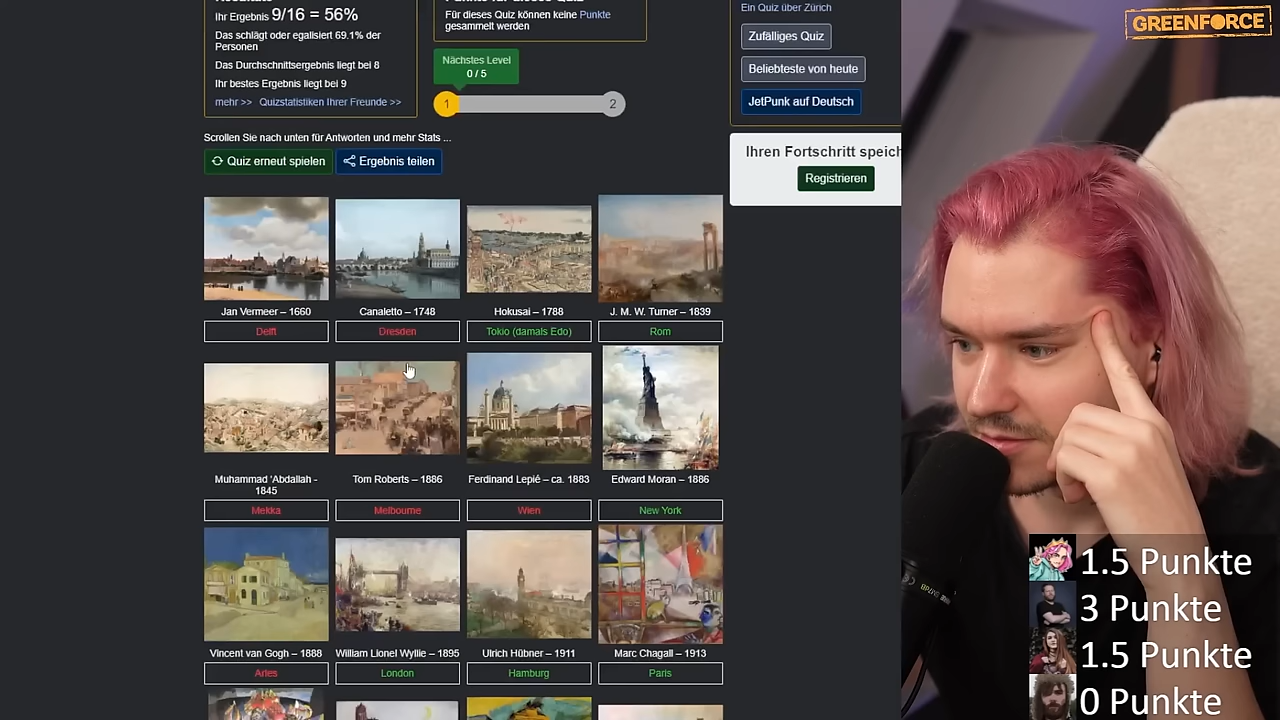 Ihr Ergebnis 9/16 = 56%
Das schlägt oder egalisiert 69.1% der
Personen
Das Durchschnittsergebnis liegt bei 8
Ihr bestes Ergebnis liegt bei 9
mehr >> Quizstatistiken Ihrer Freunde >>
Für dieses Quiz können keine Punkte
gesammelt werden
Nächstes Level
0 / 5
1
2
Ein Quiz über Zürich
Zufälliges Quiz
Beliebteste von heute
JetPunk auf Deutsch
GREENFORCE
Scrollen Sie nach unten für Antworten und mehr Stats ...
Quiz erneut spielen
Ergebnis teilen
Ihren Fortschritt speich
Registrieren
Jan Vermeer – 1660
Canaletto – 1748
Hokusai – 1788
J. M. W. Turner – 1839
Delft
Dresden
Tokio (damals Edo)
Rom
Muhammad 'Abdallah -
1845
Tom Roberts – 1886
Ferdinand Lepié – ca. 1883
Edward Moran – 1886
Mekka
Melbourne
Wien
New York
Vincent van Gogh – 1888
William Lionel Wyllie – 1895
Ulrich Hübner – 1911
Marc Chagall – 1913
Arles
London
Hamburg
Paris
1.5 Punkte
3 Punkte
1.5 Punkte
0 Punkte